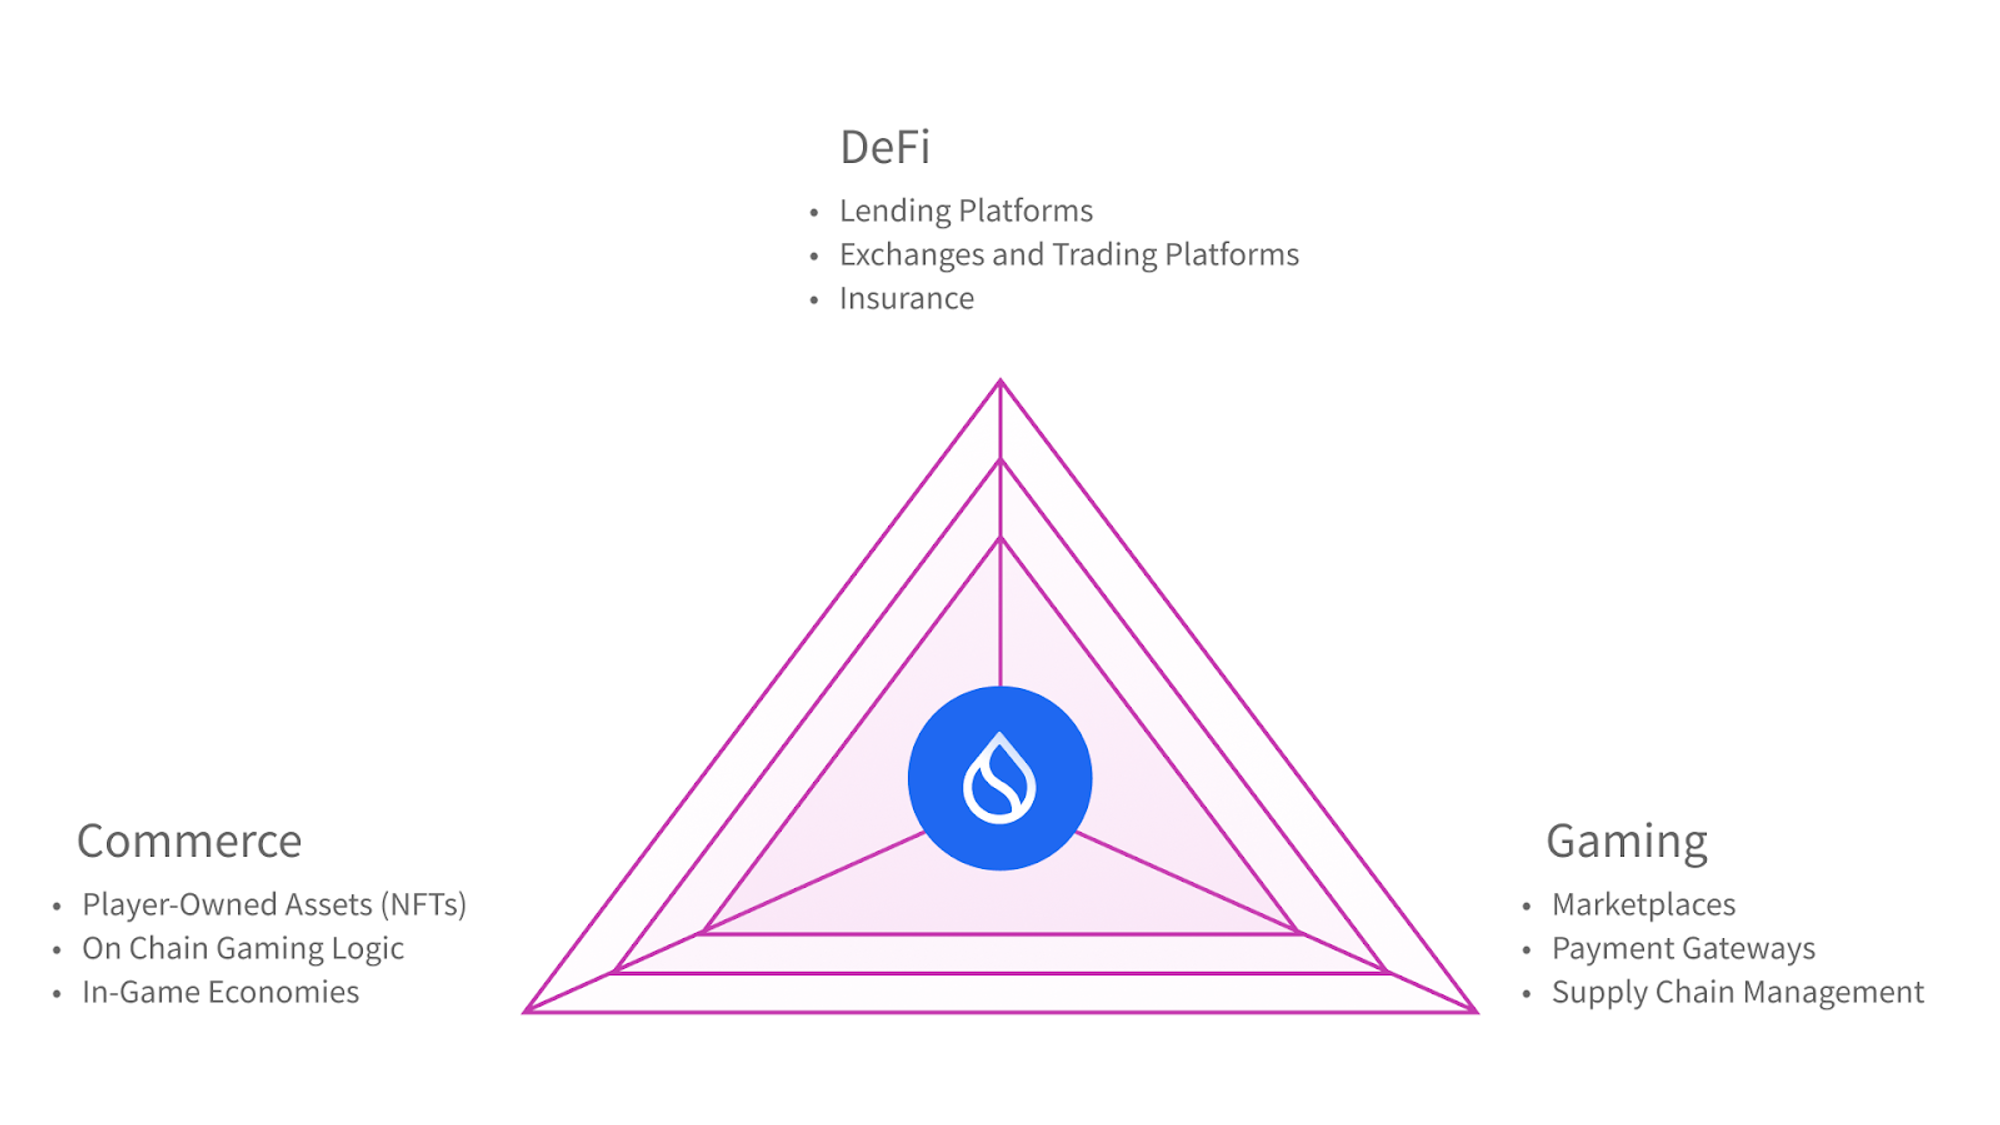 DeFi
• Lending Platforms
• Exchanges and Trading Platforms
• Insurance
Commerce
• Player-Owned Assets (NFTs)
• On Chain Gaming Logic
• In-Game Economies
Gaming
• Marketplaces
• Payment Gateways
• Supply Chain Management